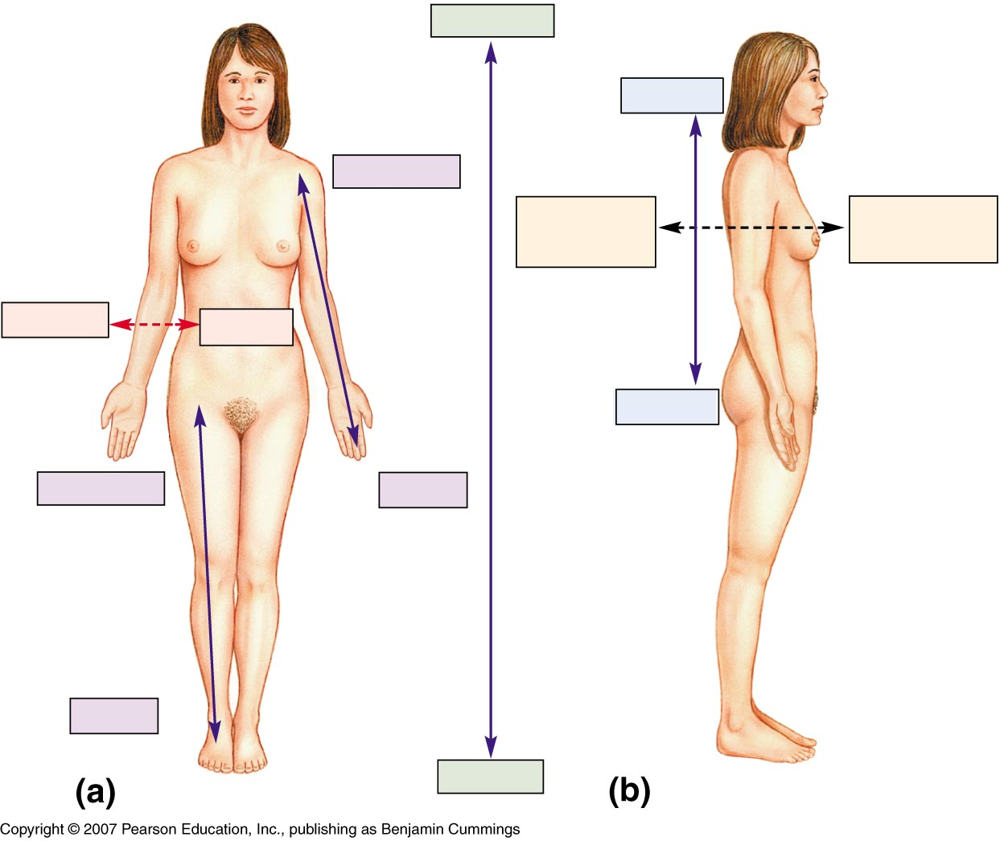 (a)
(b)
Copyright © 2007 Pearson Education, Inc., publishing as Benjamin Cummings